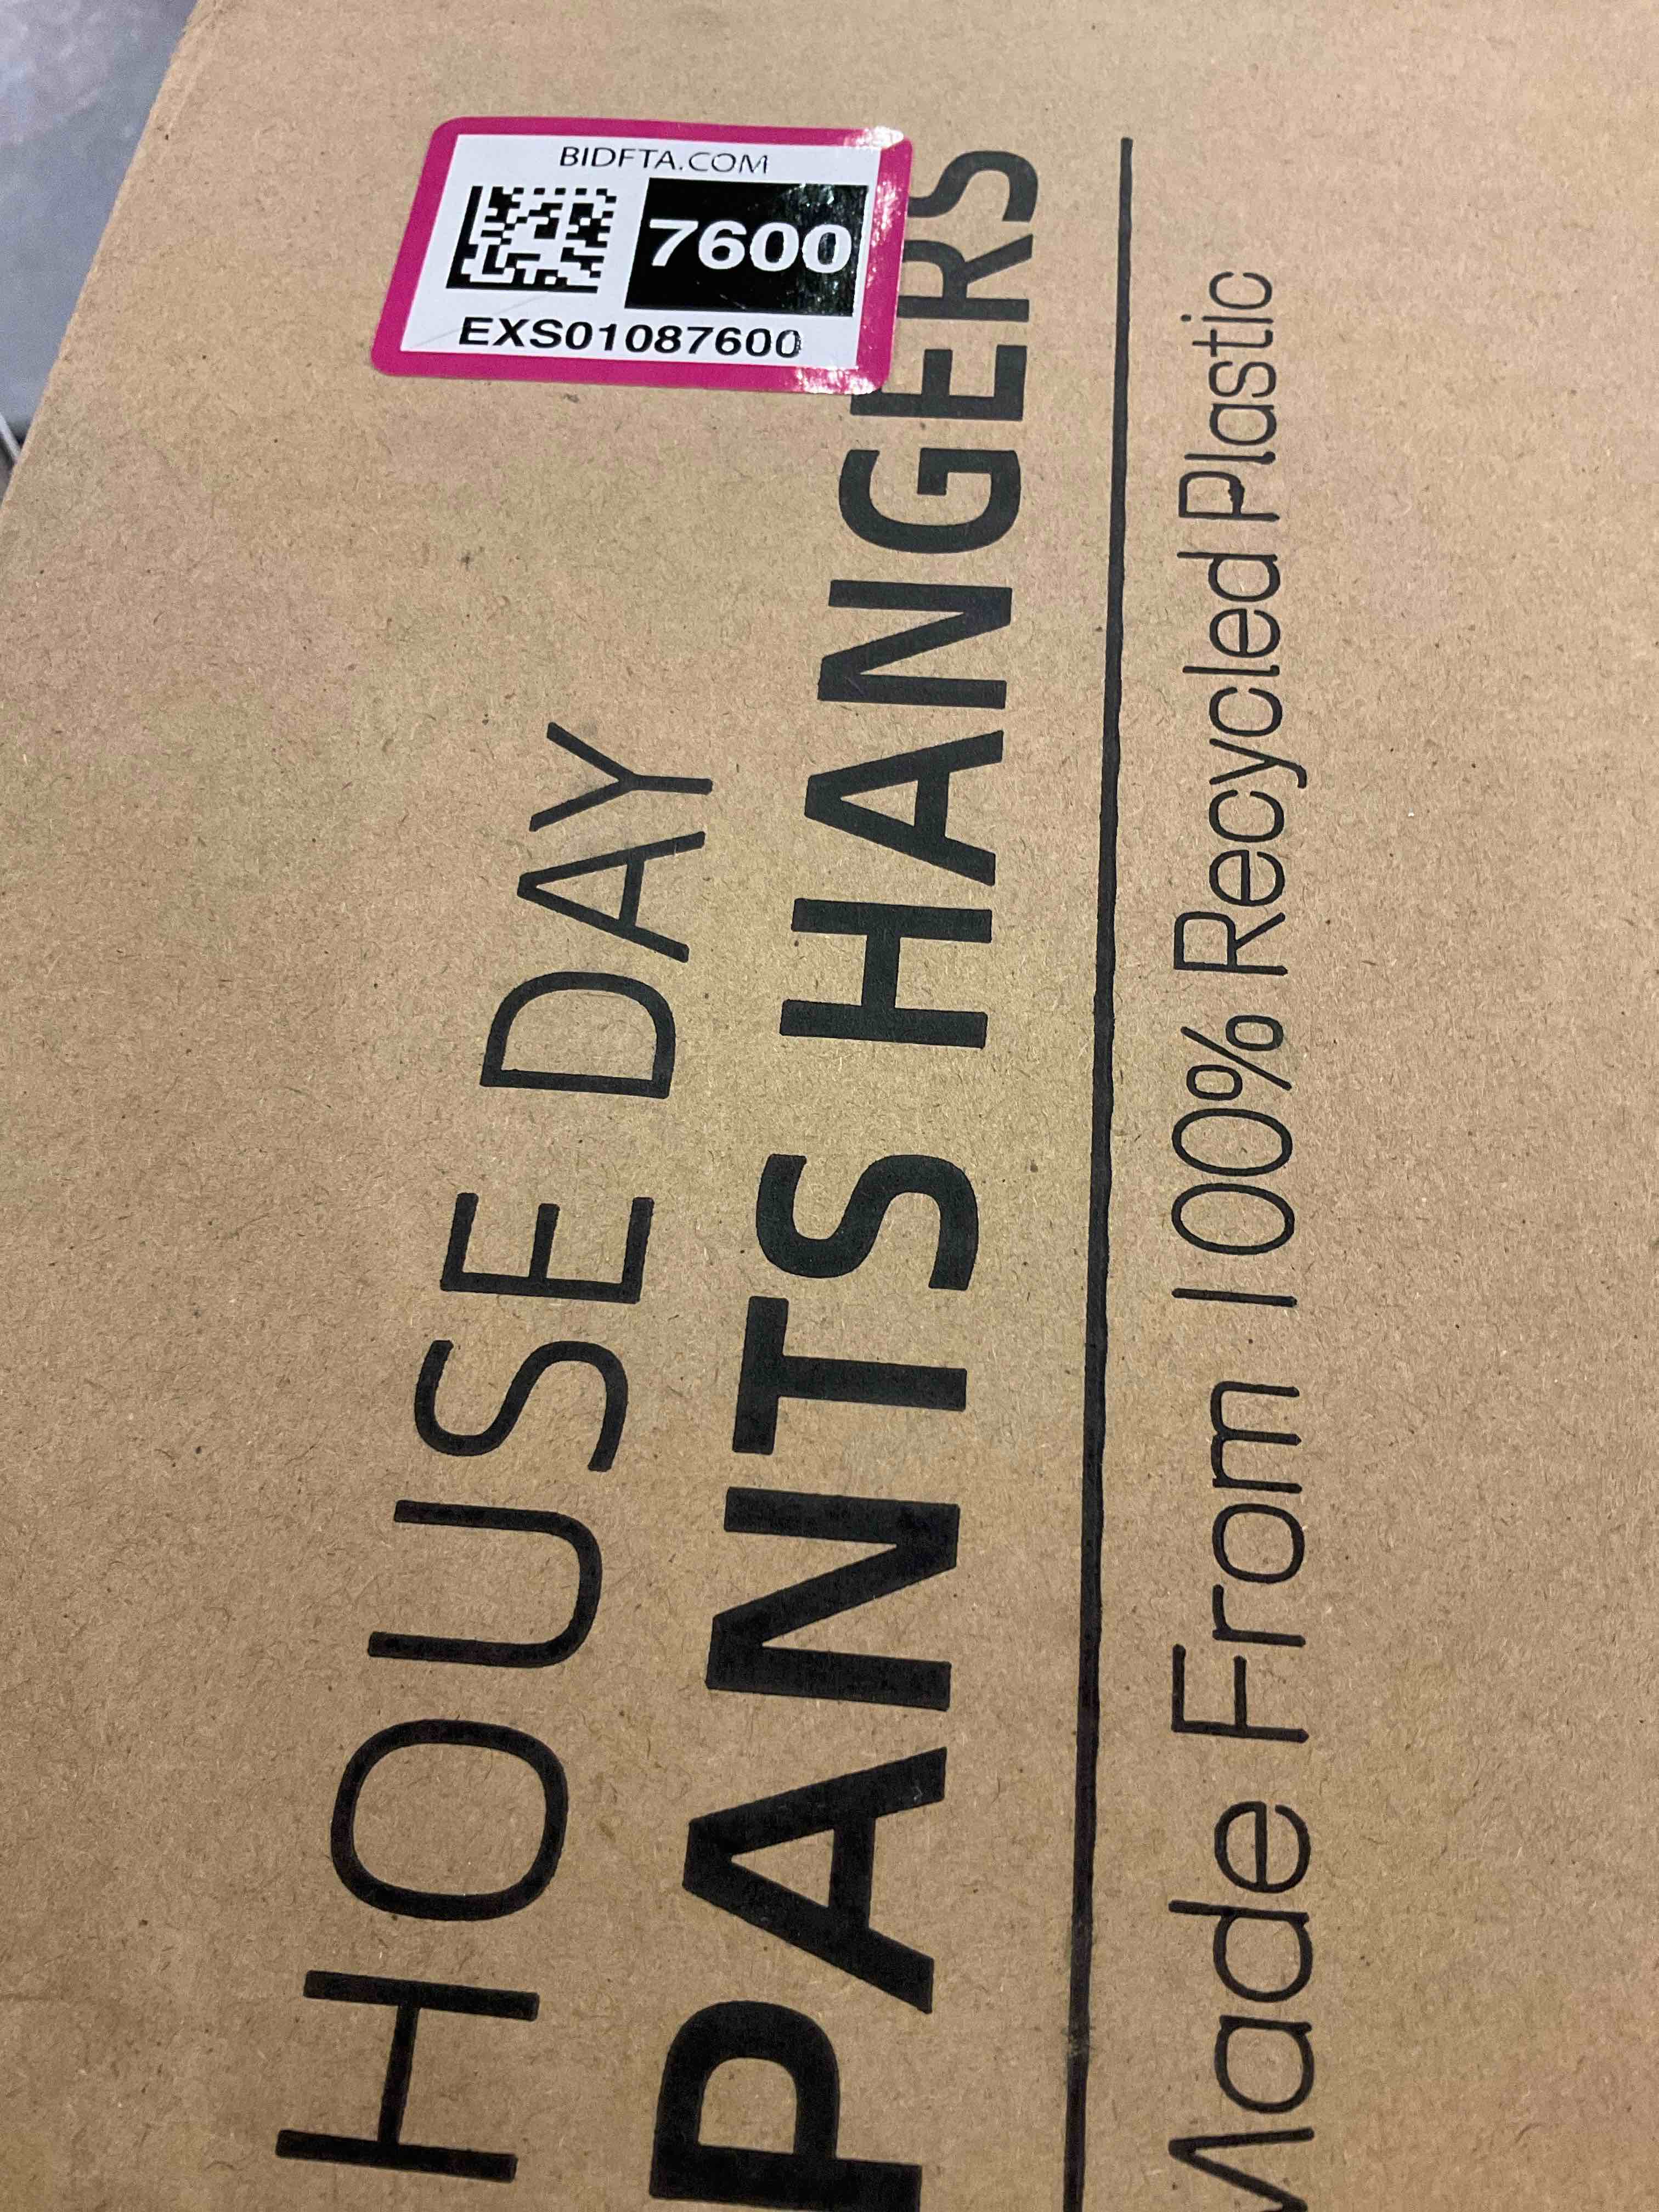 BIDFTA.COM
7600
EXS01087600
HOUSE DAY
PANTS HANGERS
Made From 100% Recycled Plastic